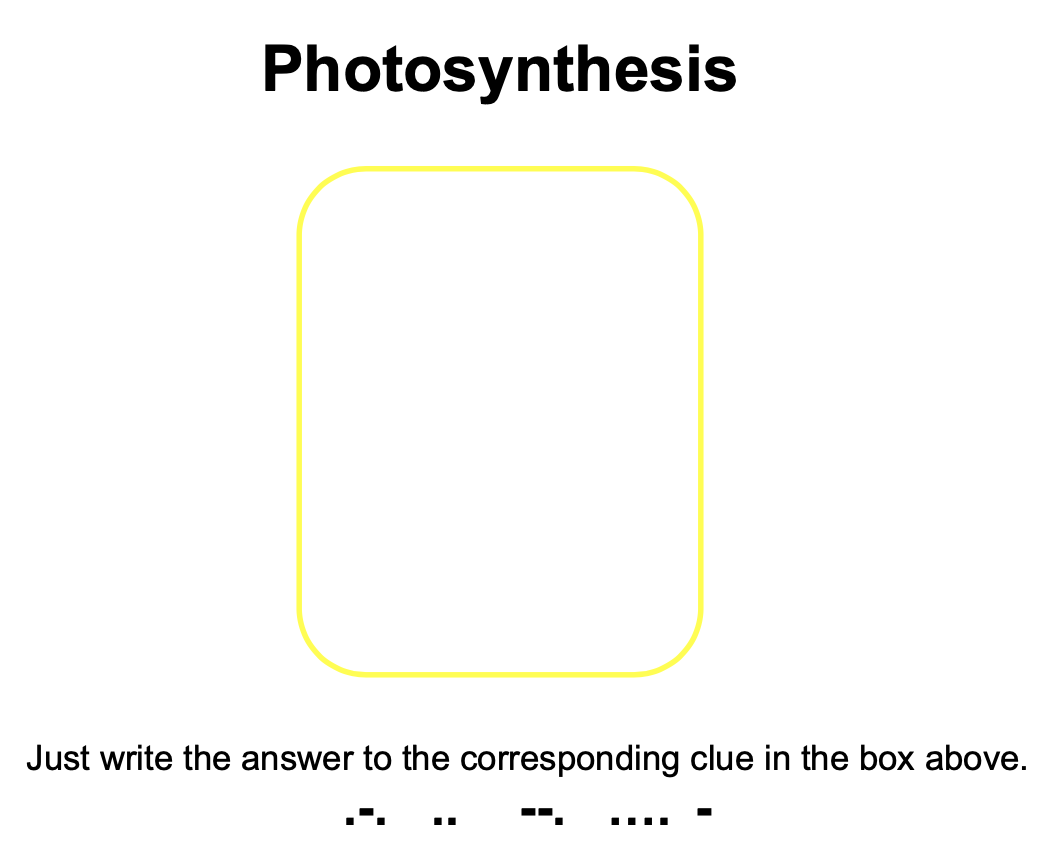 Photosynthesis
Just write the answer to the corresponding clue in the box above.
.-. .. --. .... -